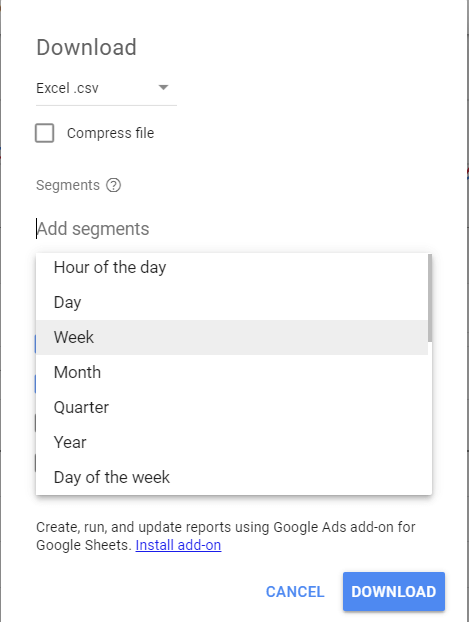 Download
Excel .csv
Compress file
Segments ?
Add segments
Hour of the day
Day
Week
Month
Quarter
Year
Day of the week
Create, run, and update reports using Google Ads add-on for
Google Sheets. Install add-on
CANCEL DOWNLOAD